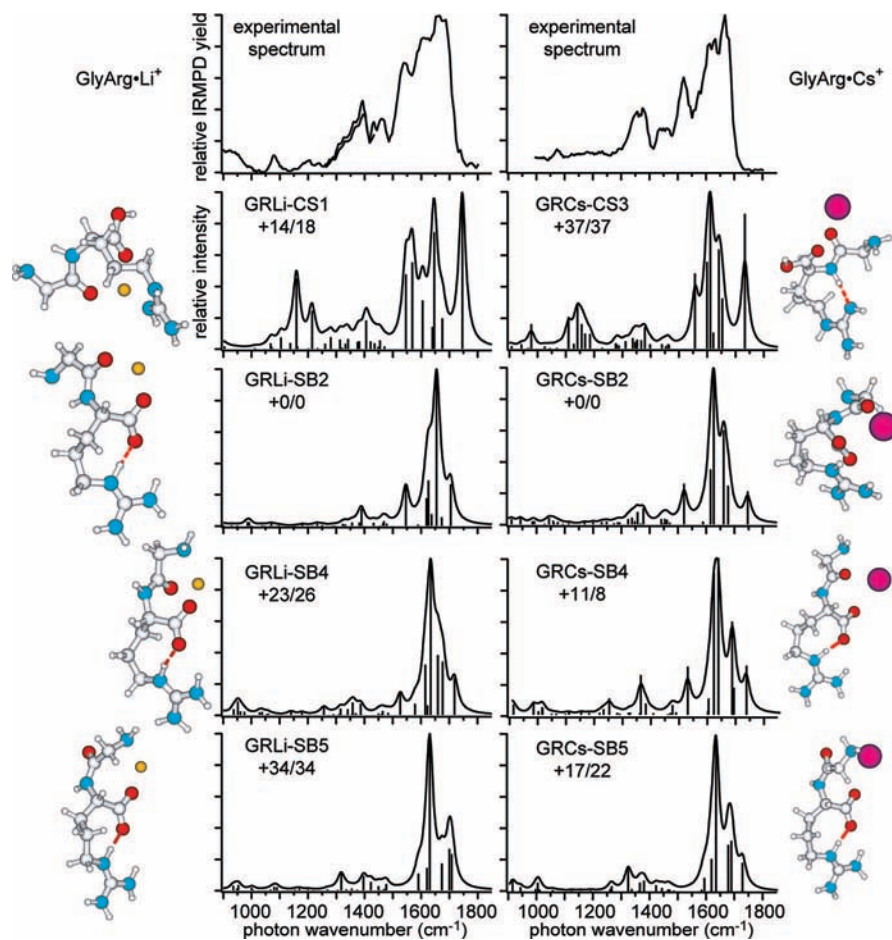 experimental
spectrum
experimental
spectrum
GlyArg•Li⁺
GlyArg•Cs⁺
relative IRMPD yield
GRLi-CS1
+14/18
GRCs-CS3
+37/37
relative intensity
GRLi-SB2
+0/0
GRCs-SB2
+0/0
GRLi-SB4
+23/26
GRCs-SB4
+11/8
GRLi-SB5
+34/34
GRCs-SB5
+17/22
1000 1200 1400 1600 1800
1000 1200 1400 1600 1800
photon wavenumber (cm⁻¹)
photon wavenumber (cm⁻¹)